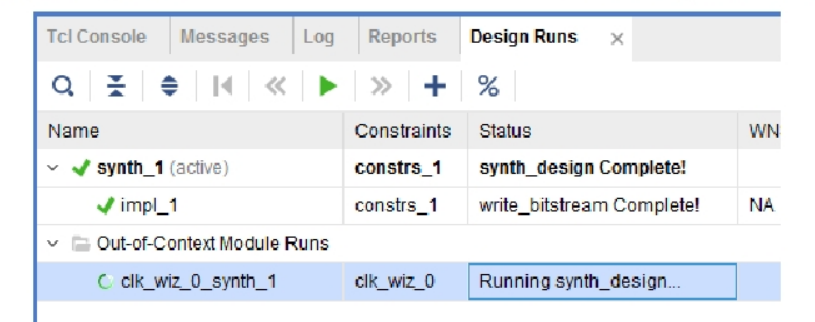 Tcl Console Messages Log Reports Design Runs
Name Constraints Status WN
synth_1 (active) constrs_1 synth_design Complete!
impl_1 constrs_1 write_bitstream Complete! NA
Out-of-Context Module Runs
clk_wiz_0_synth_1 clk_wiz_0 Running synth_design...